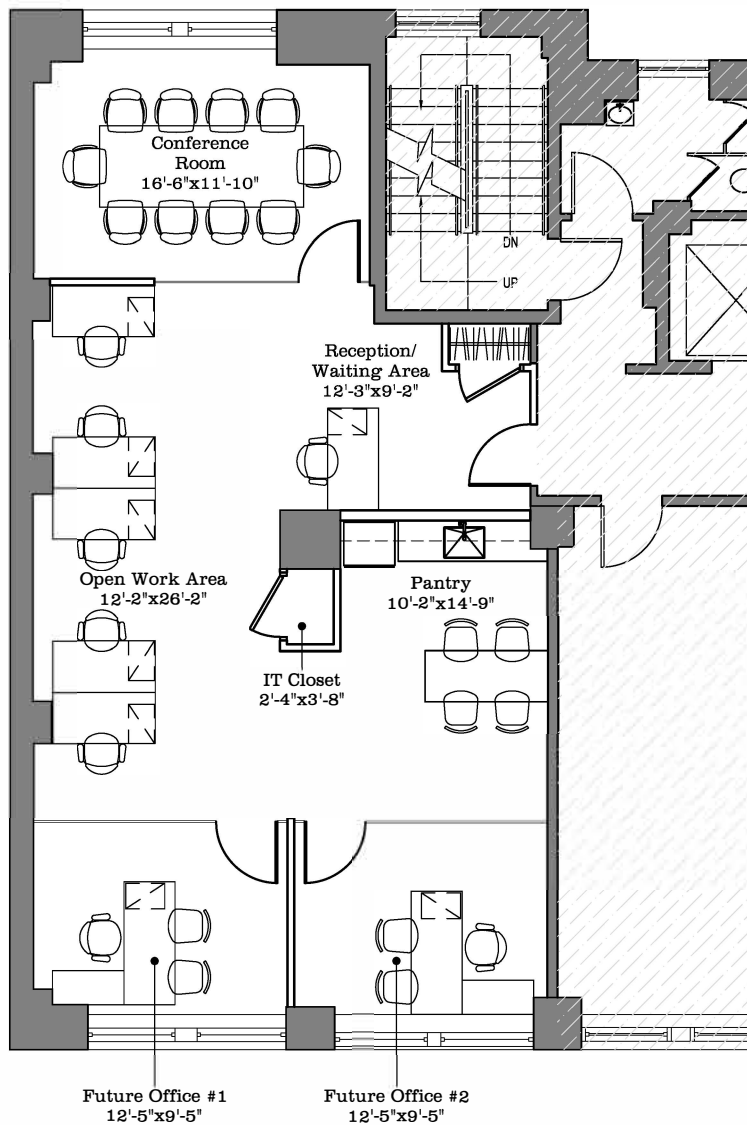 Conference
Room
16'-6"x11'-10"
DN
UP
Reception/
Waiting Area
12'-3"x9'-2"
Open Work Area
12'-2"x26'-2"
Pantry
10'-2"x14'-9"
IT Closet
2'-4"x3'-8"
Future Office #1
12'-5"x9'-5"
Future Office #2
12'-5"x9'-5"